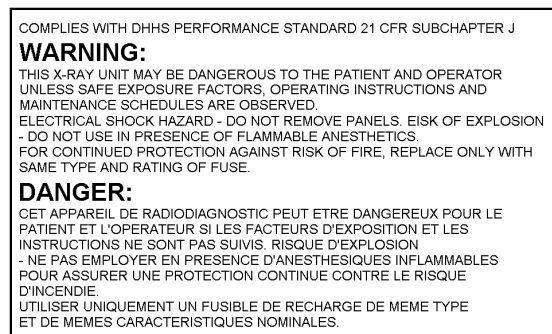 COMPLIES WITH DHHS PERFORMANCE STANDARD 21 CFR SUBCHAPTER J
WARNING:
THIS X-RAY UNIT MAY BE DANGEROUS TO THE PATIENT AND OPERATOR
UNLESS SAFE EXPOSURE FACTORS, OPERATING INSTRUCTIONS AND
MAINTENANCE SCHEDULES ARE OBSERVED.
ELECTRICAL SHOCK HAZARD - DO NOT REMOVE PANELS. EISK OF EXPLOSION
- DO NOT USE IN PRESENCE OF FLAMMABLE ANESTHETICS.
FOR CONTINUED PROTECTION AGAINST RISK OF FIRE, REPLACE ONLY WITH
SAME TYPE AND RATING OF FUSE.
DANGER:
CET APPAREIL DE RADIODIAGNOSTIC PEUT ETRE DANGEREUX POUR LE
PATIENT ET L'OPERATEUR SI LES FACTEURS D'EXPOSITION ET LES
INSTRUCTIONS NE SONT PAS SUIVIS. RISQUE D'EXPLOSION
- NE PAS EMPLOYER EN PRESENCE D'ANESTHESIQUES INFLAMMABLES
POUR ASSURER UNE PROTECTION CONTINUE CONTRE LE RISQUE
D'INCENDIE.
UTILISER UNIQUEMENT UN FUSIBLE DE RECHARGE DE MEME TYPE
ET DE MEMES CARACTERISTIQUES NOMINALES.